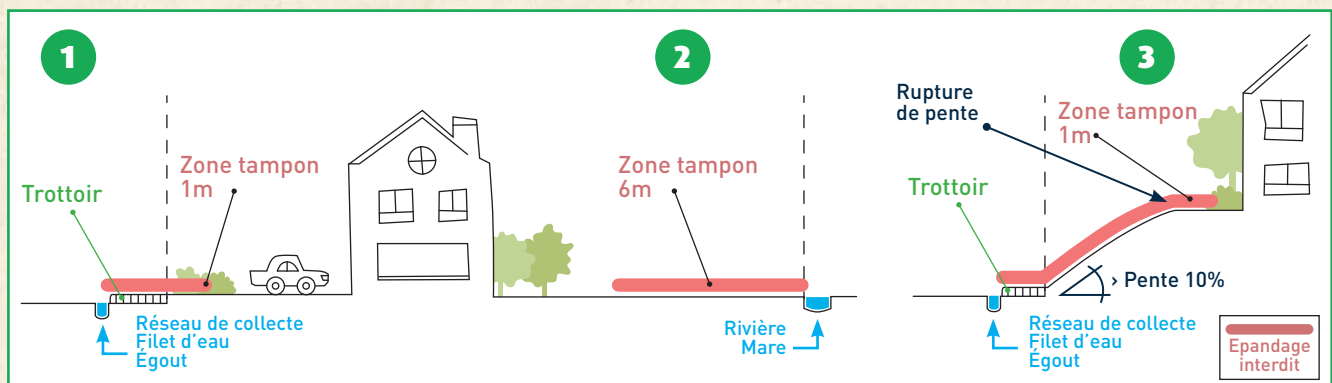 1
Trottoir
Zone tampon
1m
Réseau de collecte
Filet d'eau
Égout
2
Zone tampon
6m
Rivière
Mare
3
Rupture
de pente
Zone tampon
1m
Trottoir
› Pente 10%
Réseau de collecte
Filet d'eau
Égout
Epandage
interdit